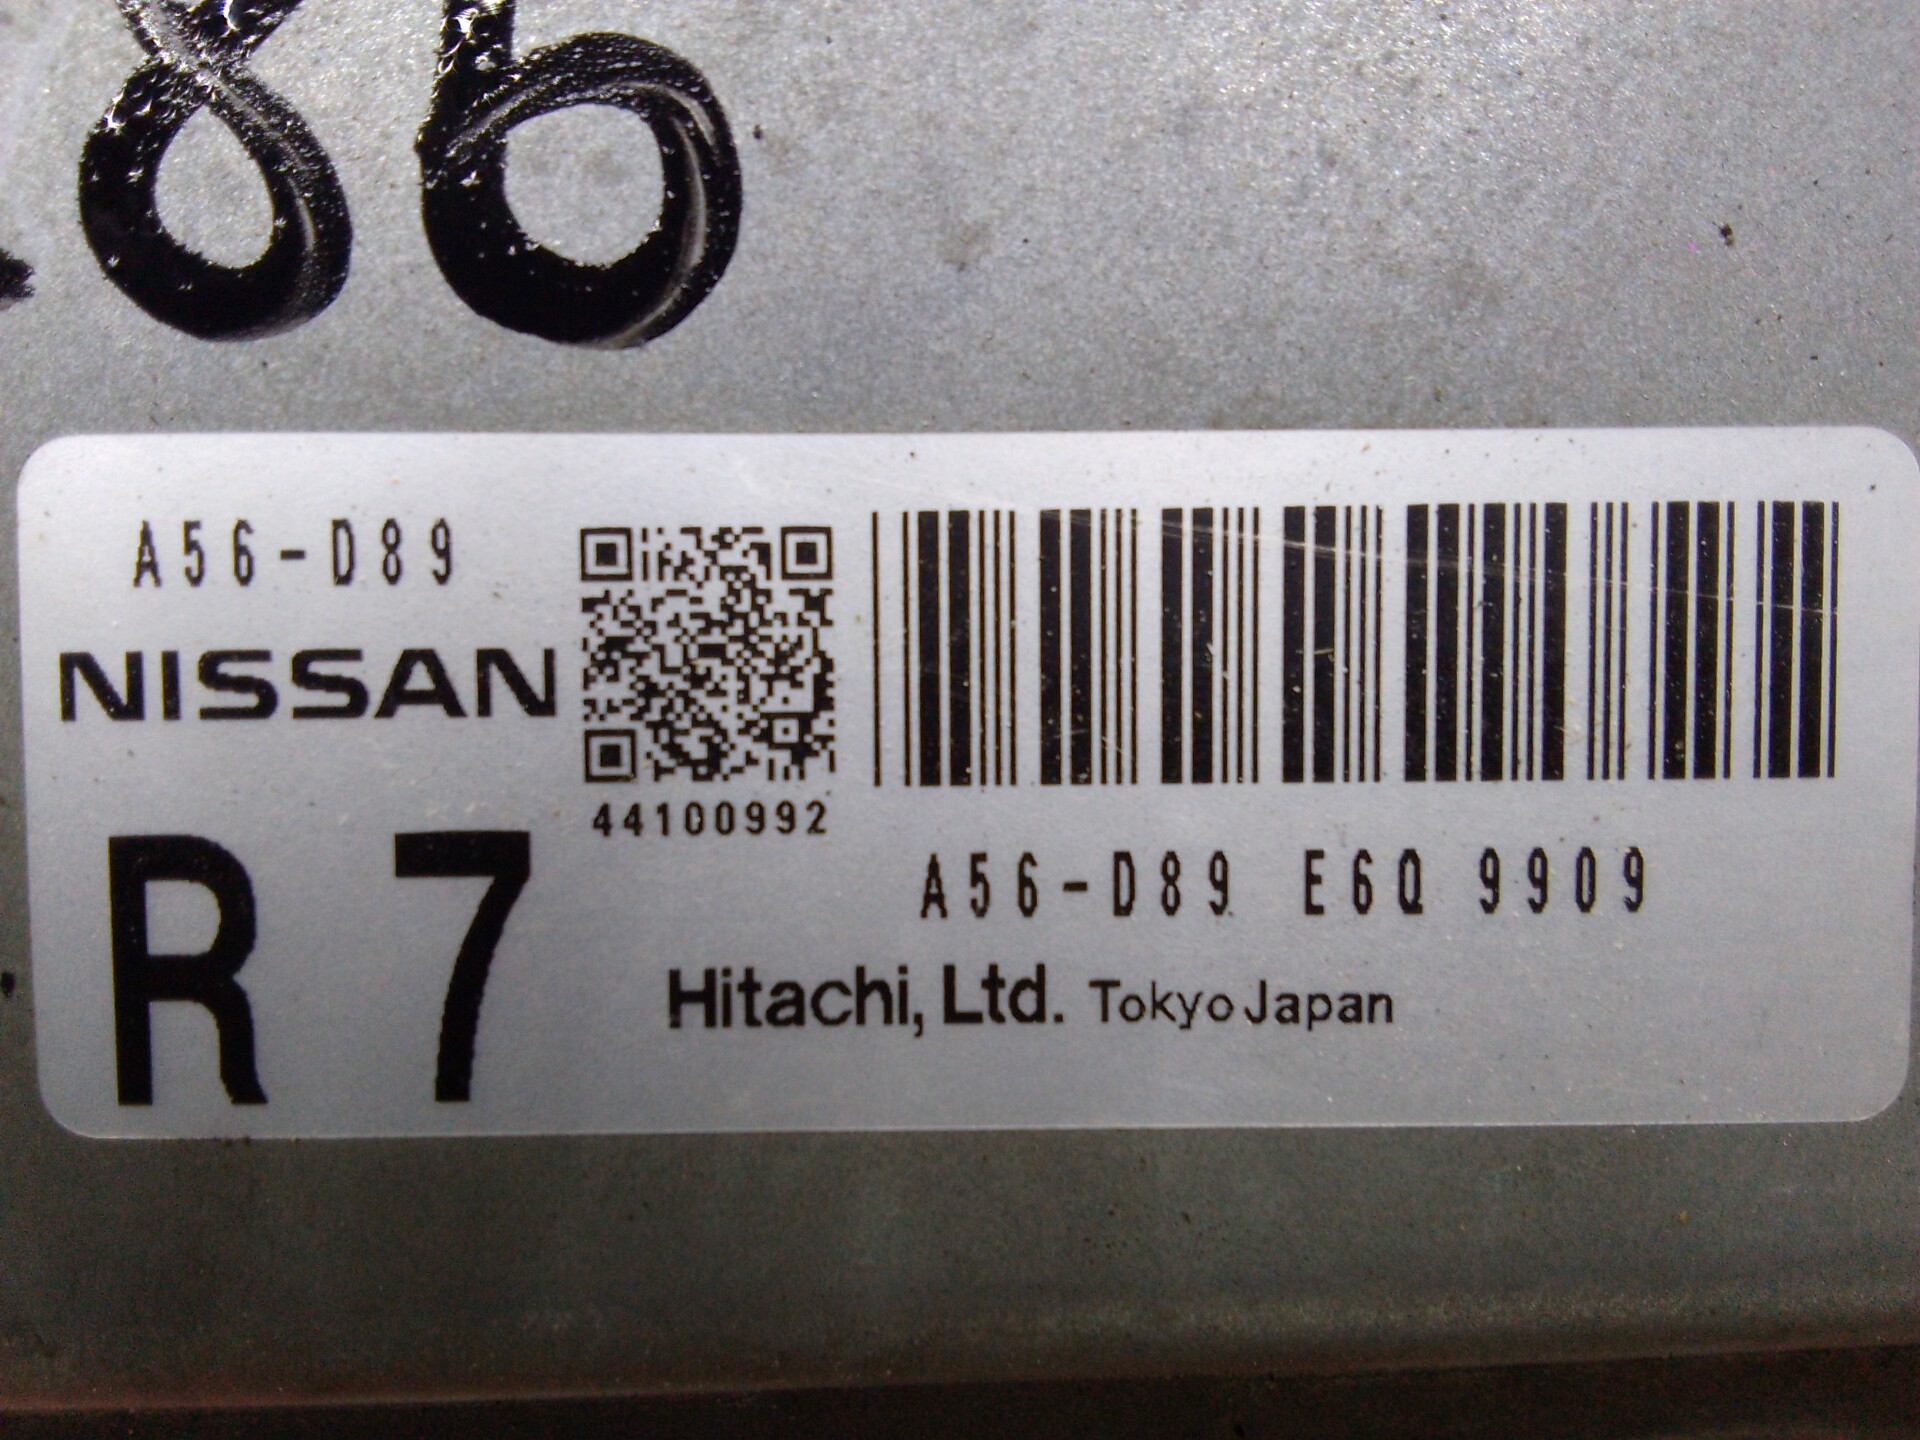 86
A56-D89
NISSAN
44100992
R 7
A56-D89 E6Q 9909
Hitachi, Ltd. Tokyo Japan